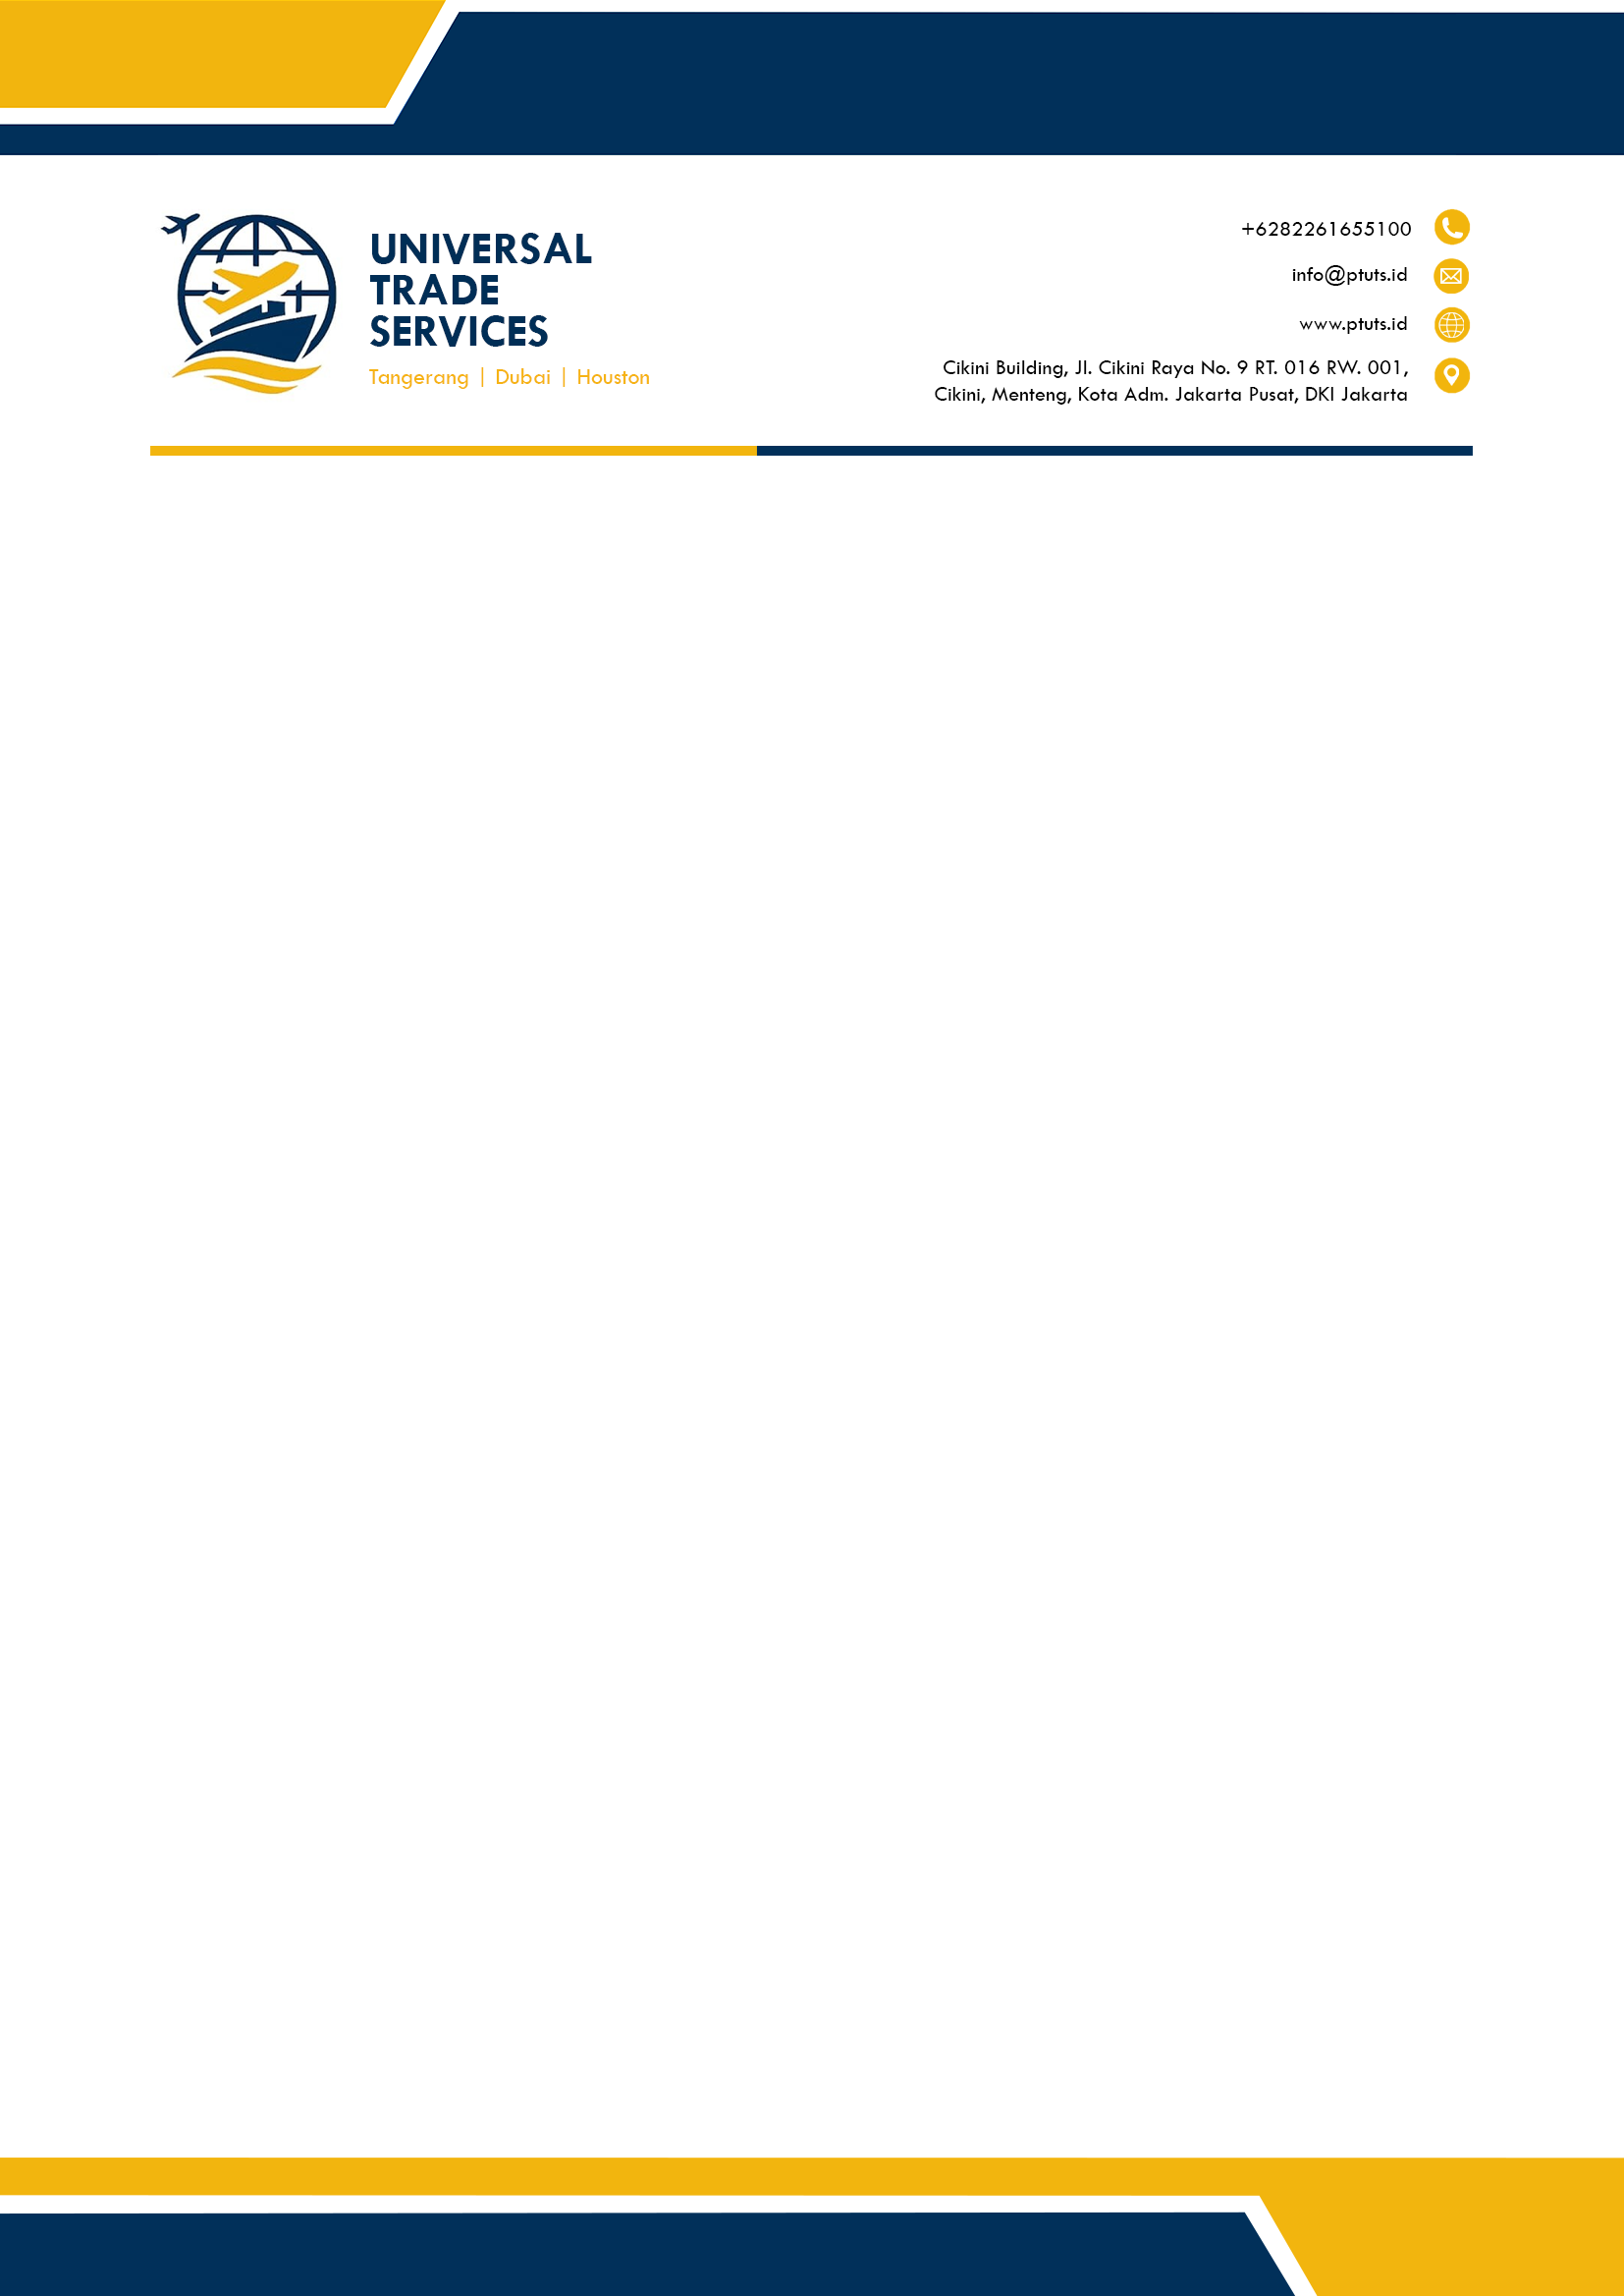 UNIVERSAL
TRADE
SERVICES
Tangerang | Dubai | Houston
+6282261655100
info@ptuts.id
www.ptuts.id
Cikini Building, Jl. Cikini Raya No. 9 RT. 016 RW. 001,
Cikini, Menteng, Kota Adm. Jakarta Pusat, DKI Jakarta